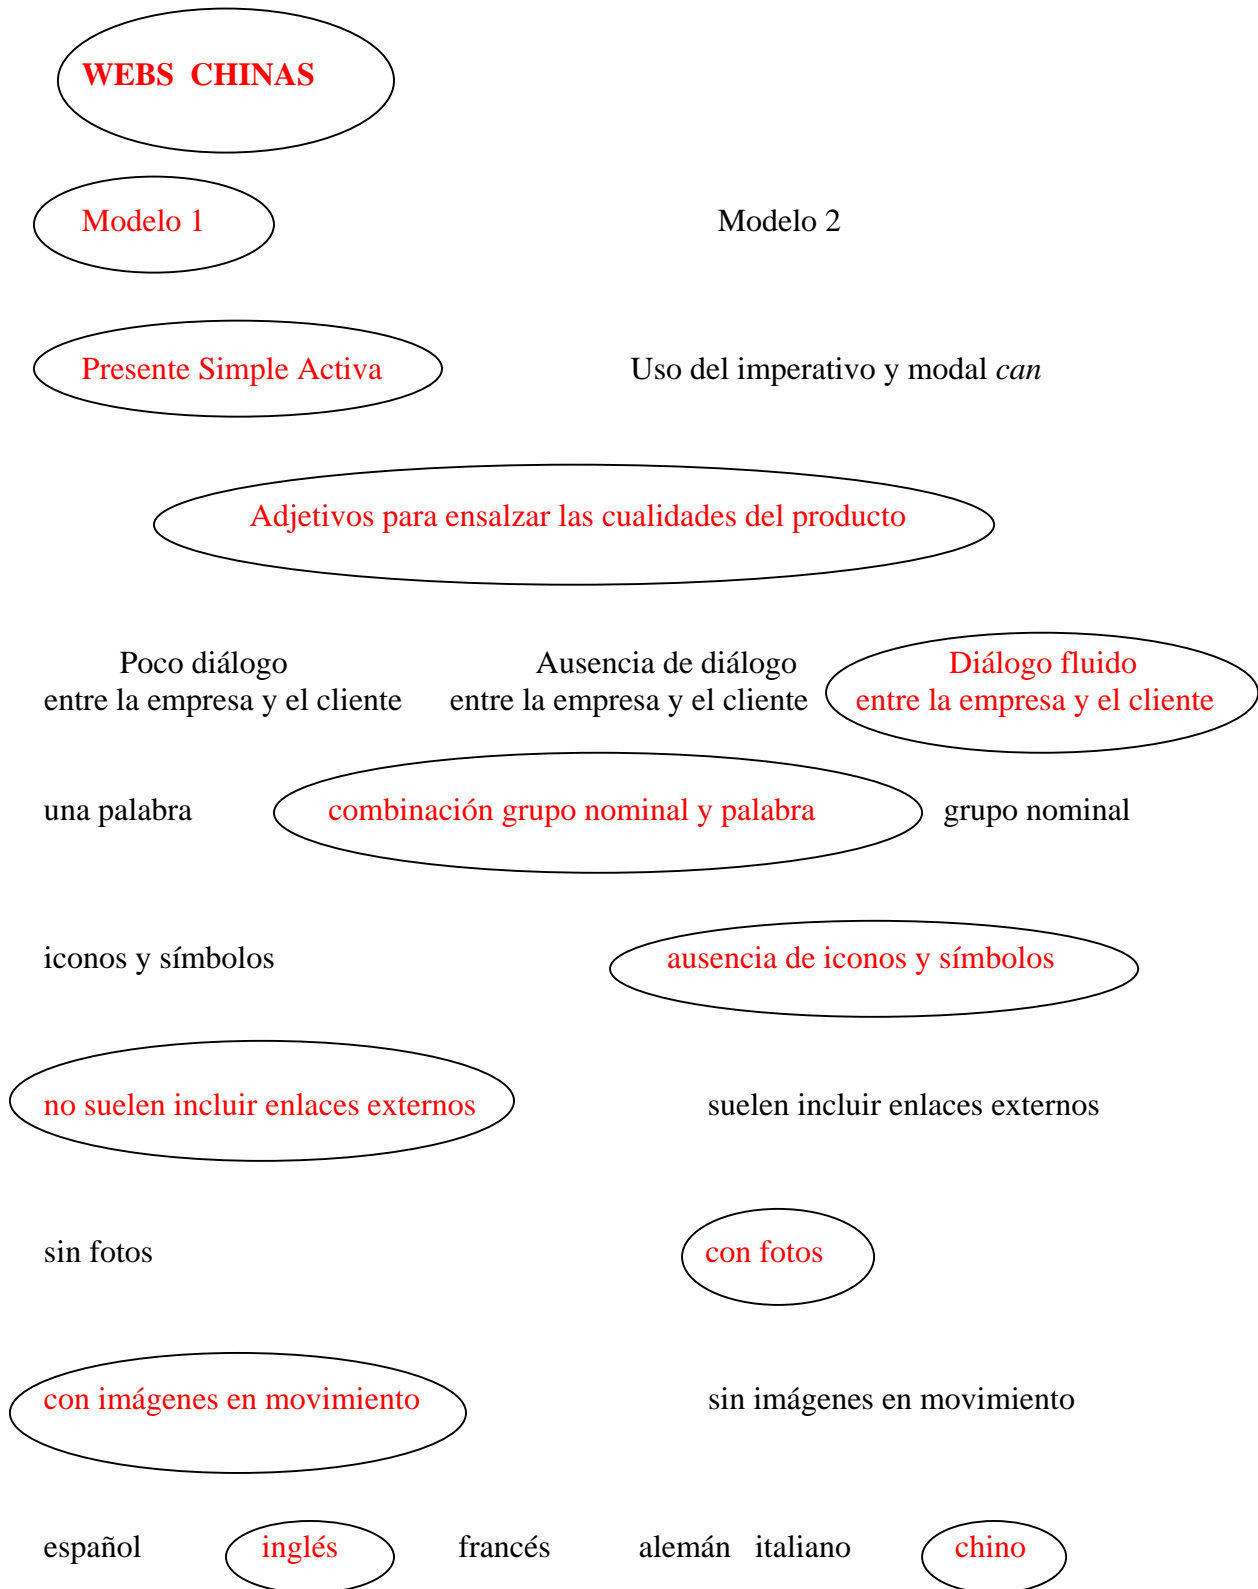 WEBS CHINAS
Modelo 1 Modelo 2
Presente Simple Activa Uso del imperativo y modal can
Adjetivos para ensalzar las cualidades del producto
Poco diálogo Ausencia de diálogo Diálogo fluido
entre la empresa y el cliente entre la empresa y el cliente entre la empresa y el cliente
una palabra combinación grupo nominal y palabra grupo nominal
iconos y símbolos ausencia de iconos y símbolos
no suelen incluir enlaces externos suelen incluir enlaces externos
sin fotos con fotos
con imágenes en movimiento sin imágenes en movimiento
español inglés francés alemán italiano chino